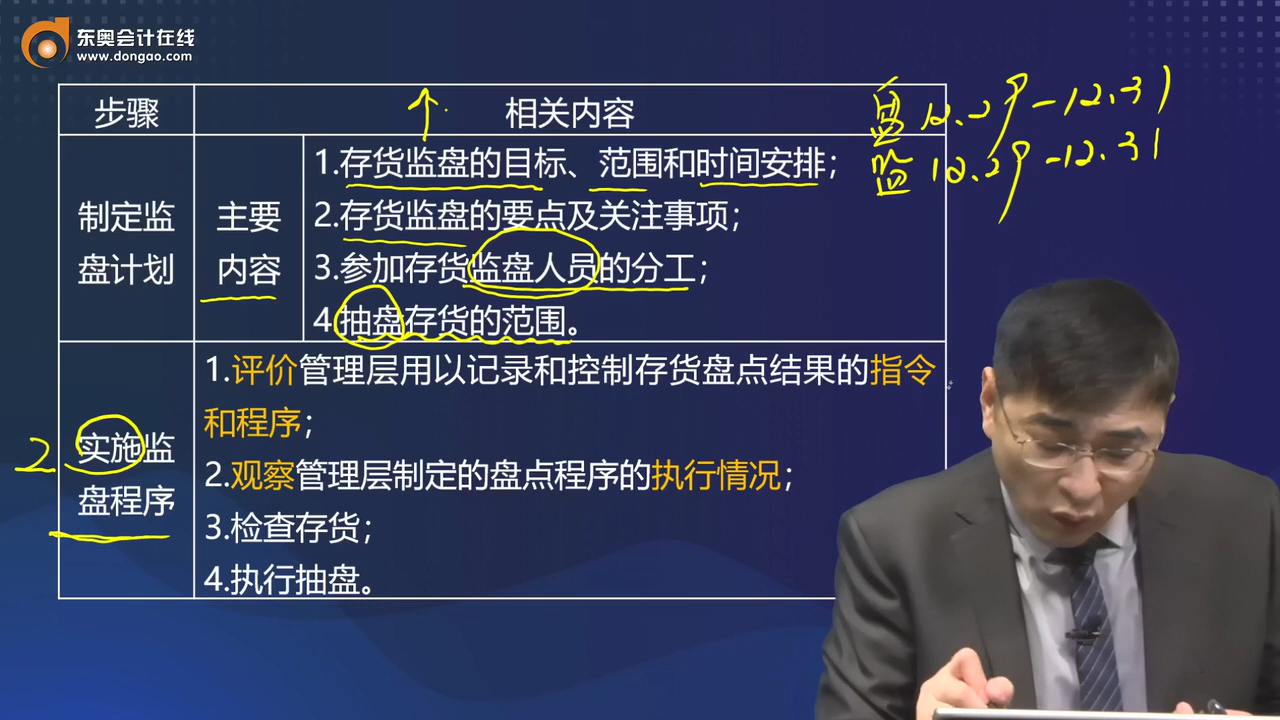 东奥会计在线
www.dongao.com
步骤
相关内容
盘 12.29-12.31
监 12.29-12.31
制定监
盘计划
主要
内容
1.存货监盘的目标、范围和时间安排；
2.存货监盘的要点及关注事项；
3.参加存货监盘人员的分工；
4.抽盘存货的范围。
2
实施监
盘程序
1.评价管理层用以记录和控制存货盘点结果的指令
和程序；
2.观察管理层制定的盘点程序的执行情况；
3.检查存货；
4.执行抽盘。